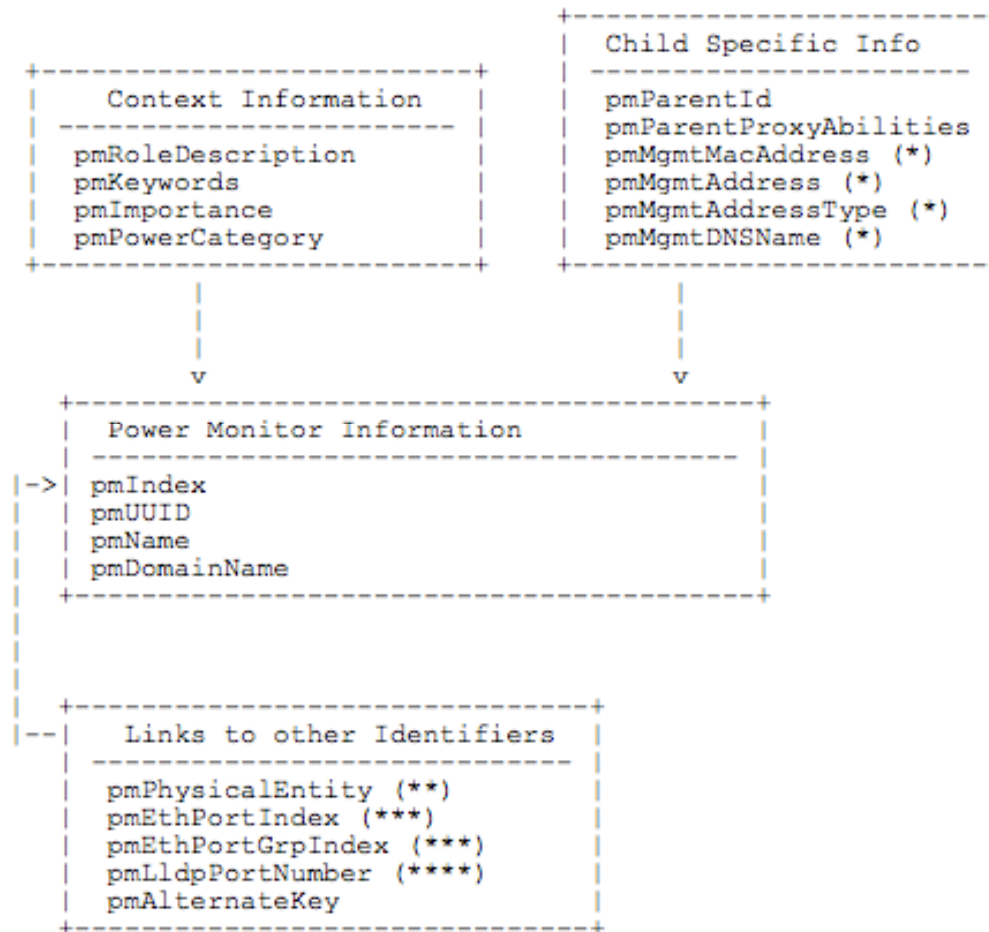 Child Specific Info
Context Information
pmParentId
pmParentProxyAbilities
pmRoleDescription
pmMgmtMacAddress (*)
pmKeywords
pmMgmtAddress (*)
pmImportance
pmMgmtAddressType (*)
pmPowerCategory
pmMgmtDNSName (*)
v
v
Power Monitor Information
pmIndex
pmUUID
pmName
pmDomainName
Links to other Identifiers
pmPhysicalEntity (**)
pmEthPortIndex (***)
pmEthPortGrpIndex (***)
pmLldpPortNumber (****)
pmAlternateKey